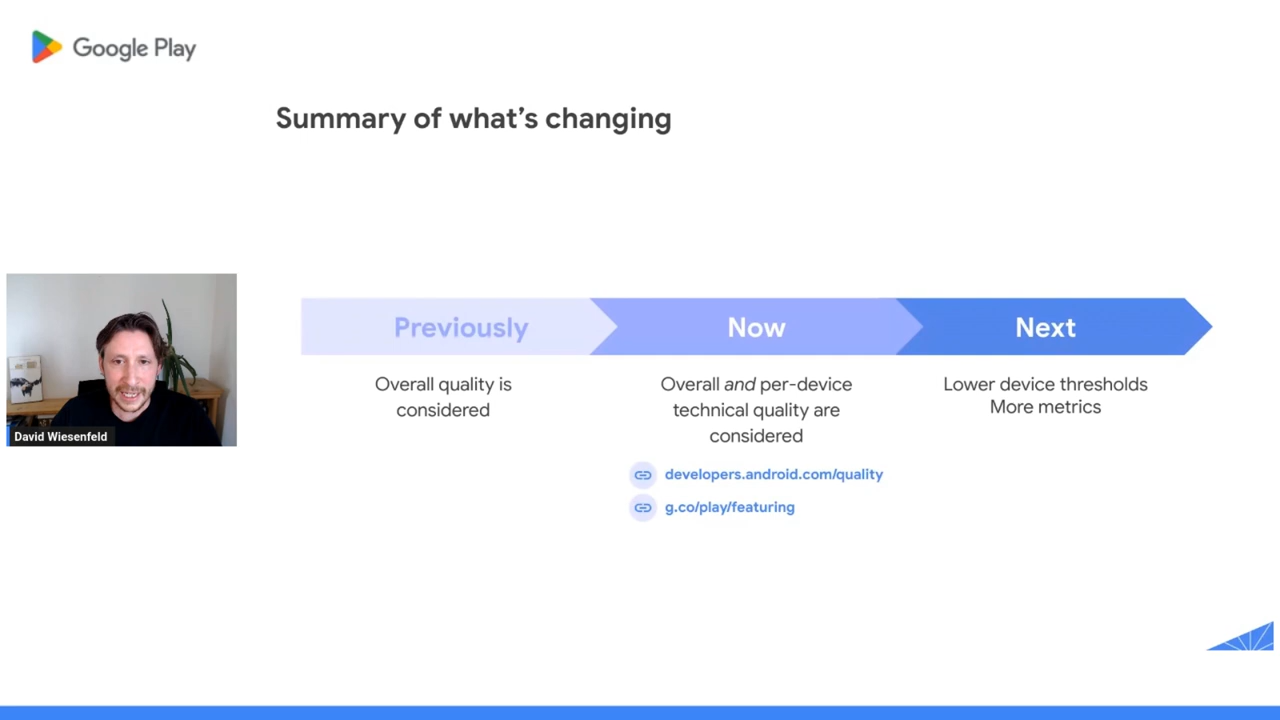 Google Play
Summary of what's changing
David Wiesenfeld
Previously
Overall quality is
considered
Now
Overall and per-device
technical quality are
considered
developers.android.com/quality
g.co/play/featuring
Next
Lower device thresholds
More metrics